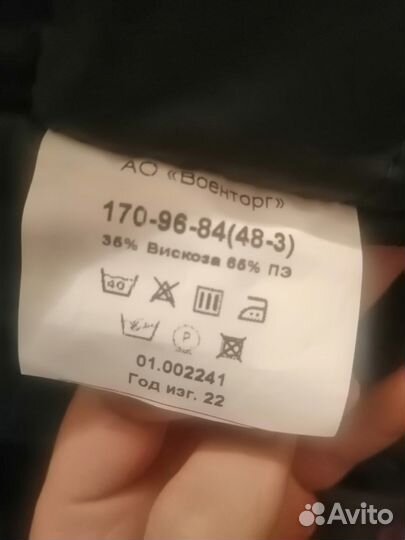 АО «Военторг»
170-96-84(48-3)
35% Вискоза 65% ПЭ
40
P
01.002241
Год изг. 22
Avito